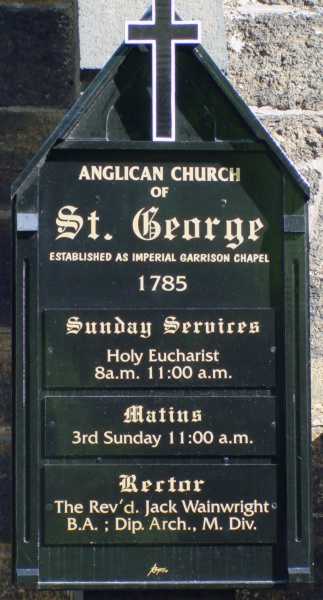 ANGLICAN CHURCH
OF
St. George
ESTABLISHED AS IMPERIAL GARRISON CHAPEL
1785
Sunday Services
Holy Eucharist
8a.m. 11:00 a.m.
Matins
3rd Sunday 11:00 a.m.
Rector
The Rev'd. Jack Wainwright
B.A. ; Dip. Arch., M. Div.